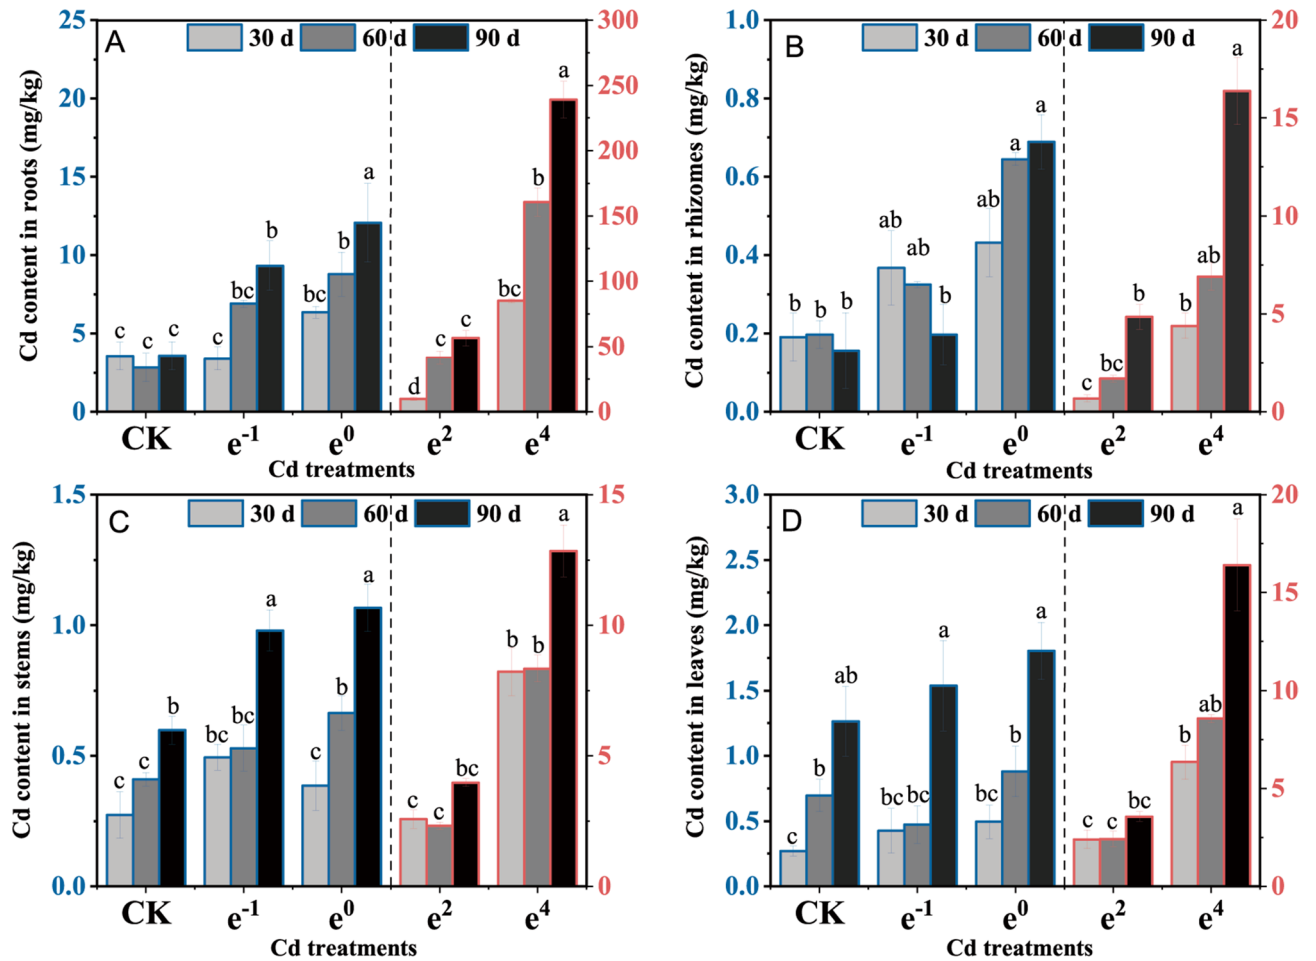 A
30 d
60 d
90 d
Cd content in roots (mg/kg)
25
20
15
10
5
0
300
250
200
150
100
50
0
c
c
c
c
bc
b
bc
b
a
d
c
c
bc
b
a
CK
e⁻¹
e⁰
e²
e⁴
Cd treatments
B
30 d
60 d
90 d
Cd content in rhizomes (mg/kg)
1.0
0.8
0.6
0.4
0.2
0.0
20
15
10
5
0
b
b
b
ab
ab
b
ab
a
a
c
bc
b
b
ab
a
CK
e⁻¹
e⁰
e²
e⁴
Cd treatments
C
30 d
60 d
90 d
Cd content in stems (mg/kg)
1.5
1.0
0.5
0.0
15
10
5
0
c
c
b
bc
bc
a
c
b
a
c
c
bc
b
b
a
CK
e⁻¹
e⁰
e²
e⁴
Cd treatments
D
30 d
60 d
90 d
Cd content in leaves (mg/kg)
3.0
2.5
2.0
1.5
1.0
0.5
0.0
20
15
10
5
0
c
b
ab
bc
bc
a
bc
b
a
c
c
bc
b
ab
a
CK
e⁻¹
e⁰
e²
e⁴
Cd treatments